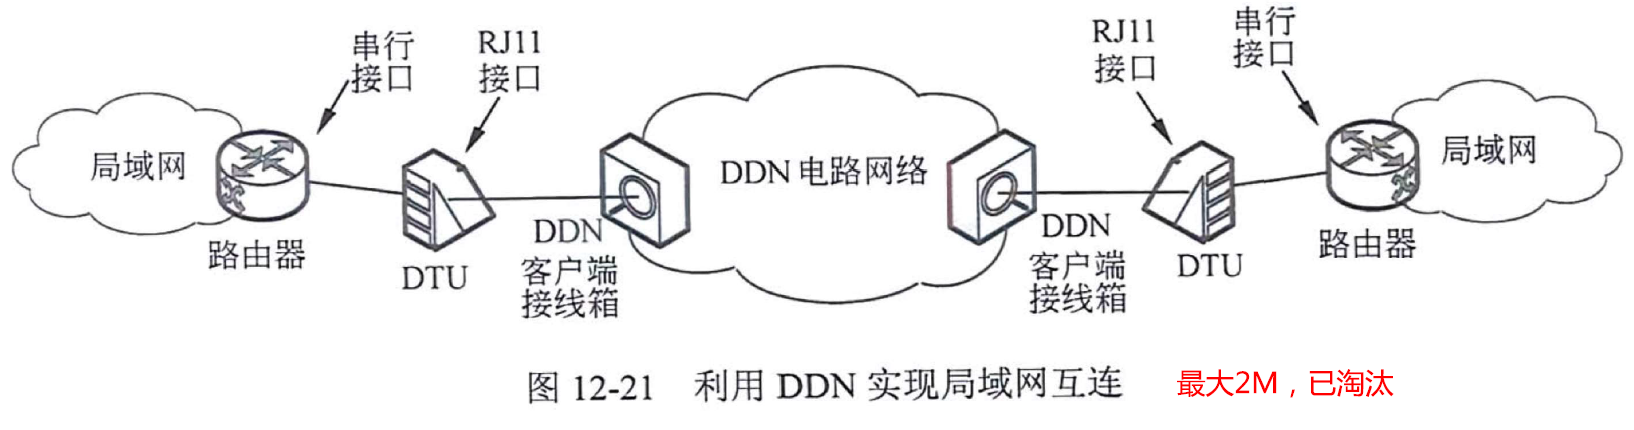 串行
接口
RJ11
接口
RJ11
接口
串行
接口
局域网
DDN 电路网络
局域网
路由器
DTU
DDN
客户端
接线箱
DDN
客户端
接线箱
DTU
路由器
图 12-21 利用 DDN 实现局域网互连
最大2M，已淘汰